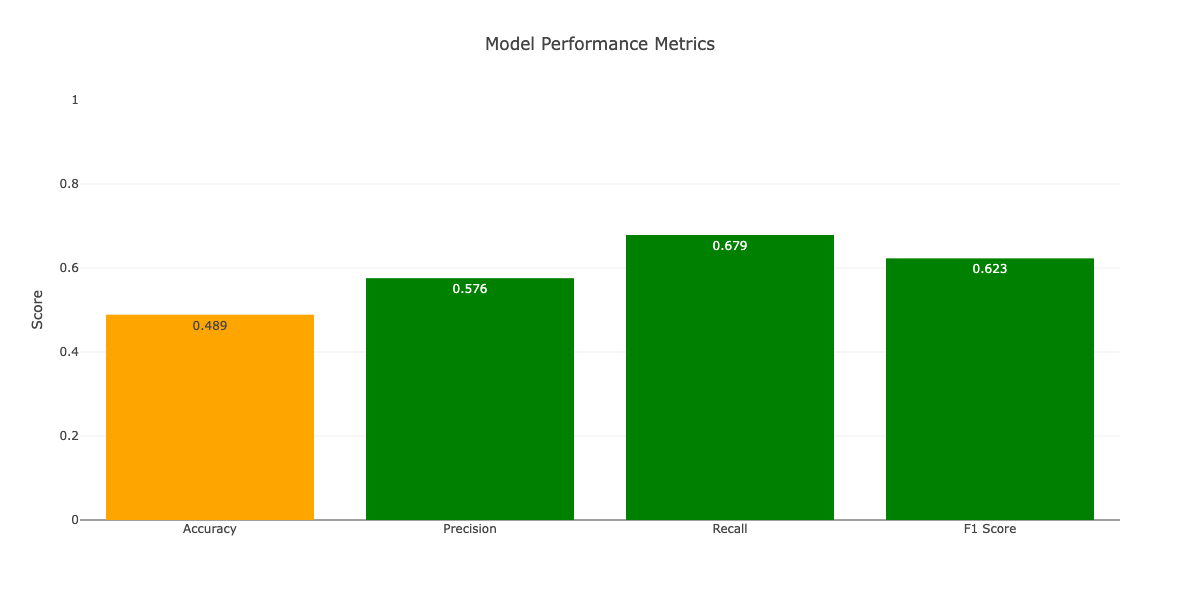 Model Performance Metrics
1
0.8
0.6
0.4
0.2
0
Score
0.489
0.576
0.679
0.623
Accuracy
Precision
Recall
F1 Score